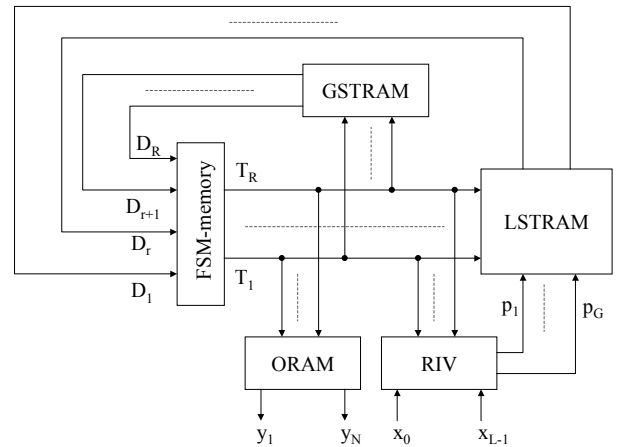 GSTRAM
D_R
T_R
D_{r+1}
FSM-memory
LSTRAM
D_r
T_1
D_1
p_1
p_G
ORAM
RIV
y_1
y_N
x_0
x_{L-1}